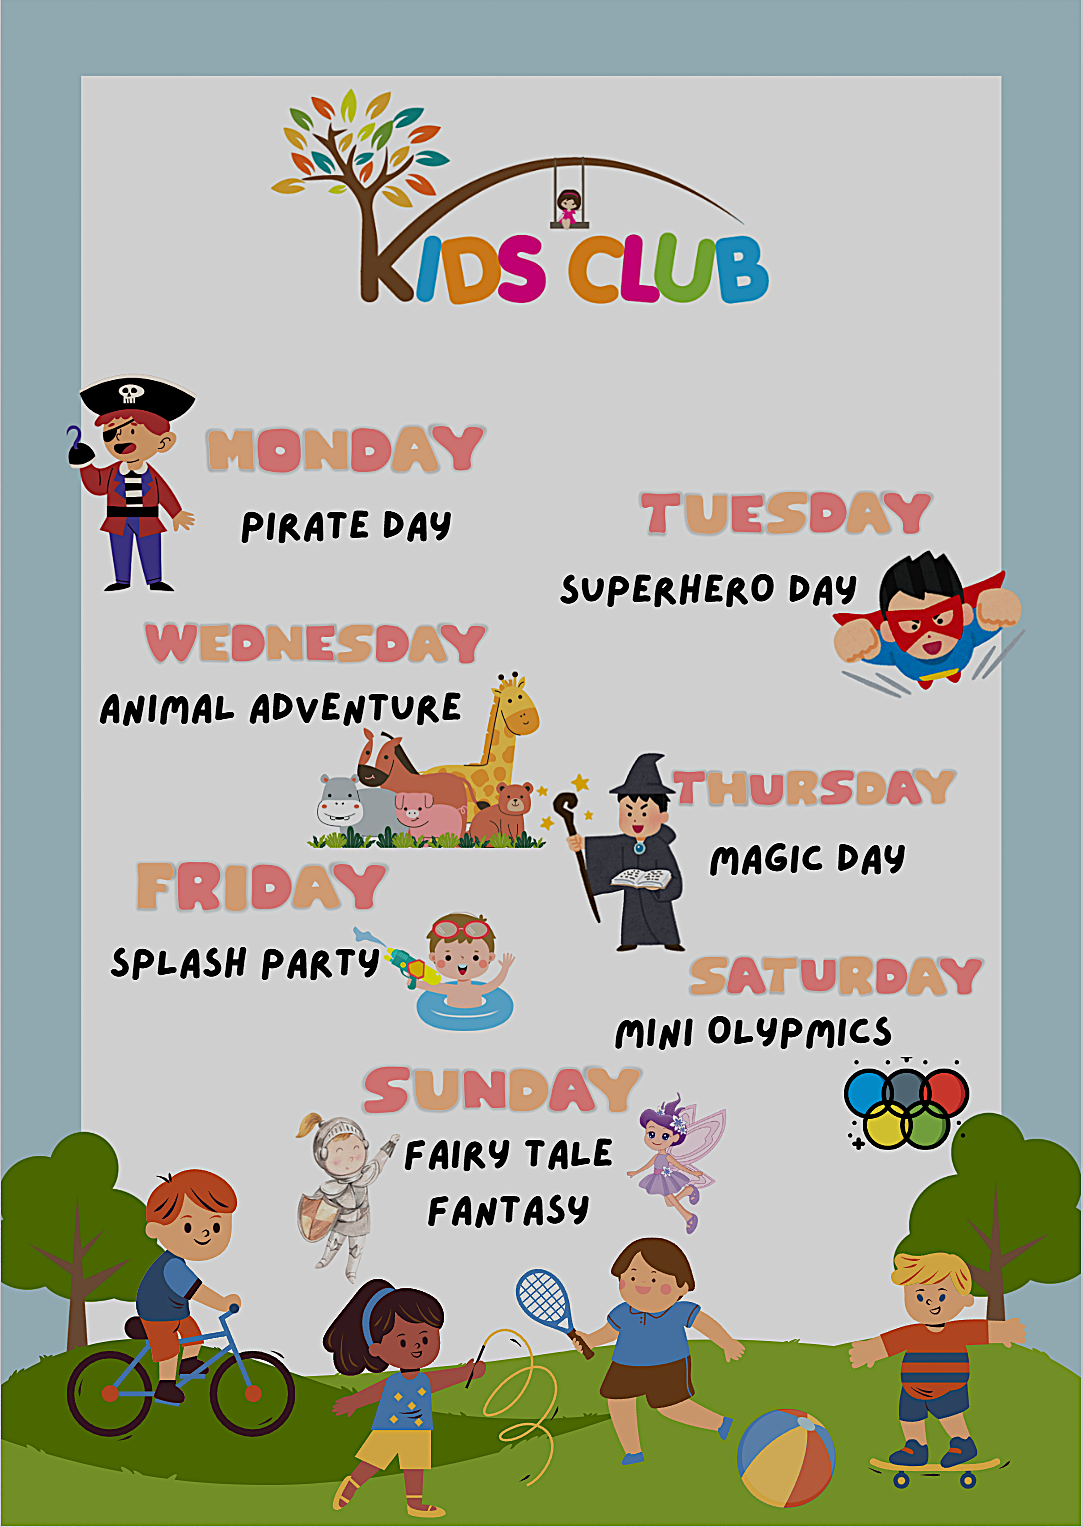 KIDS CLUB
MONDAY
PIRATE DAY
TUESDAY
SUPERHERO DAY
WEDNESDAY
ANIMAL ADVENTURE
THURSDAY
MAGIC DAY
FRIDAY
SPLASH PARTY
SATURDAY
MINI OLYPMICS
SUNDAY
FAIRY TALE
FANTASY